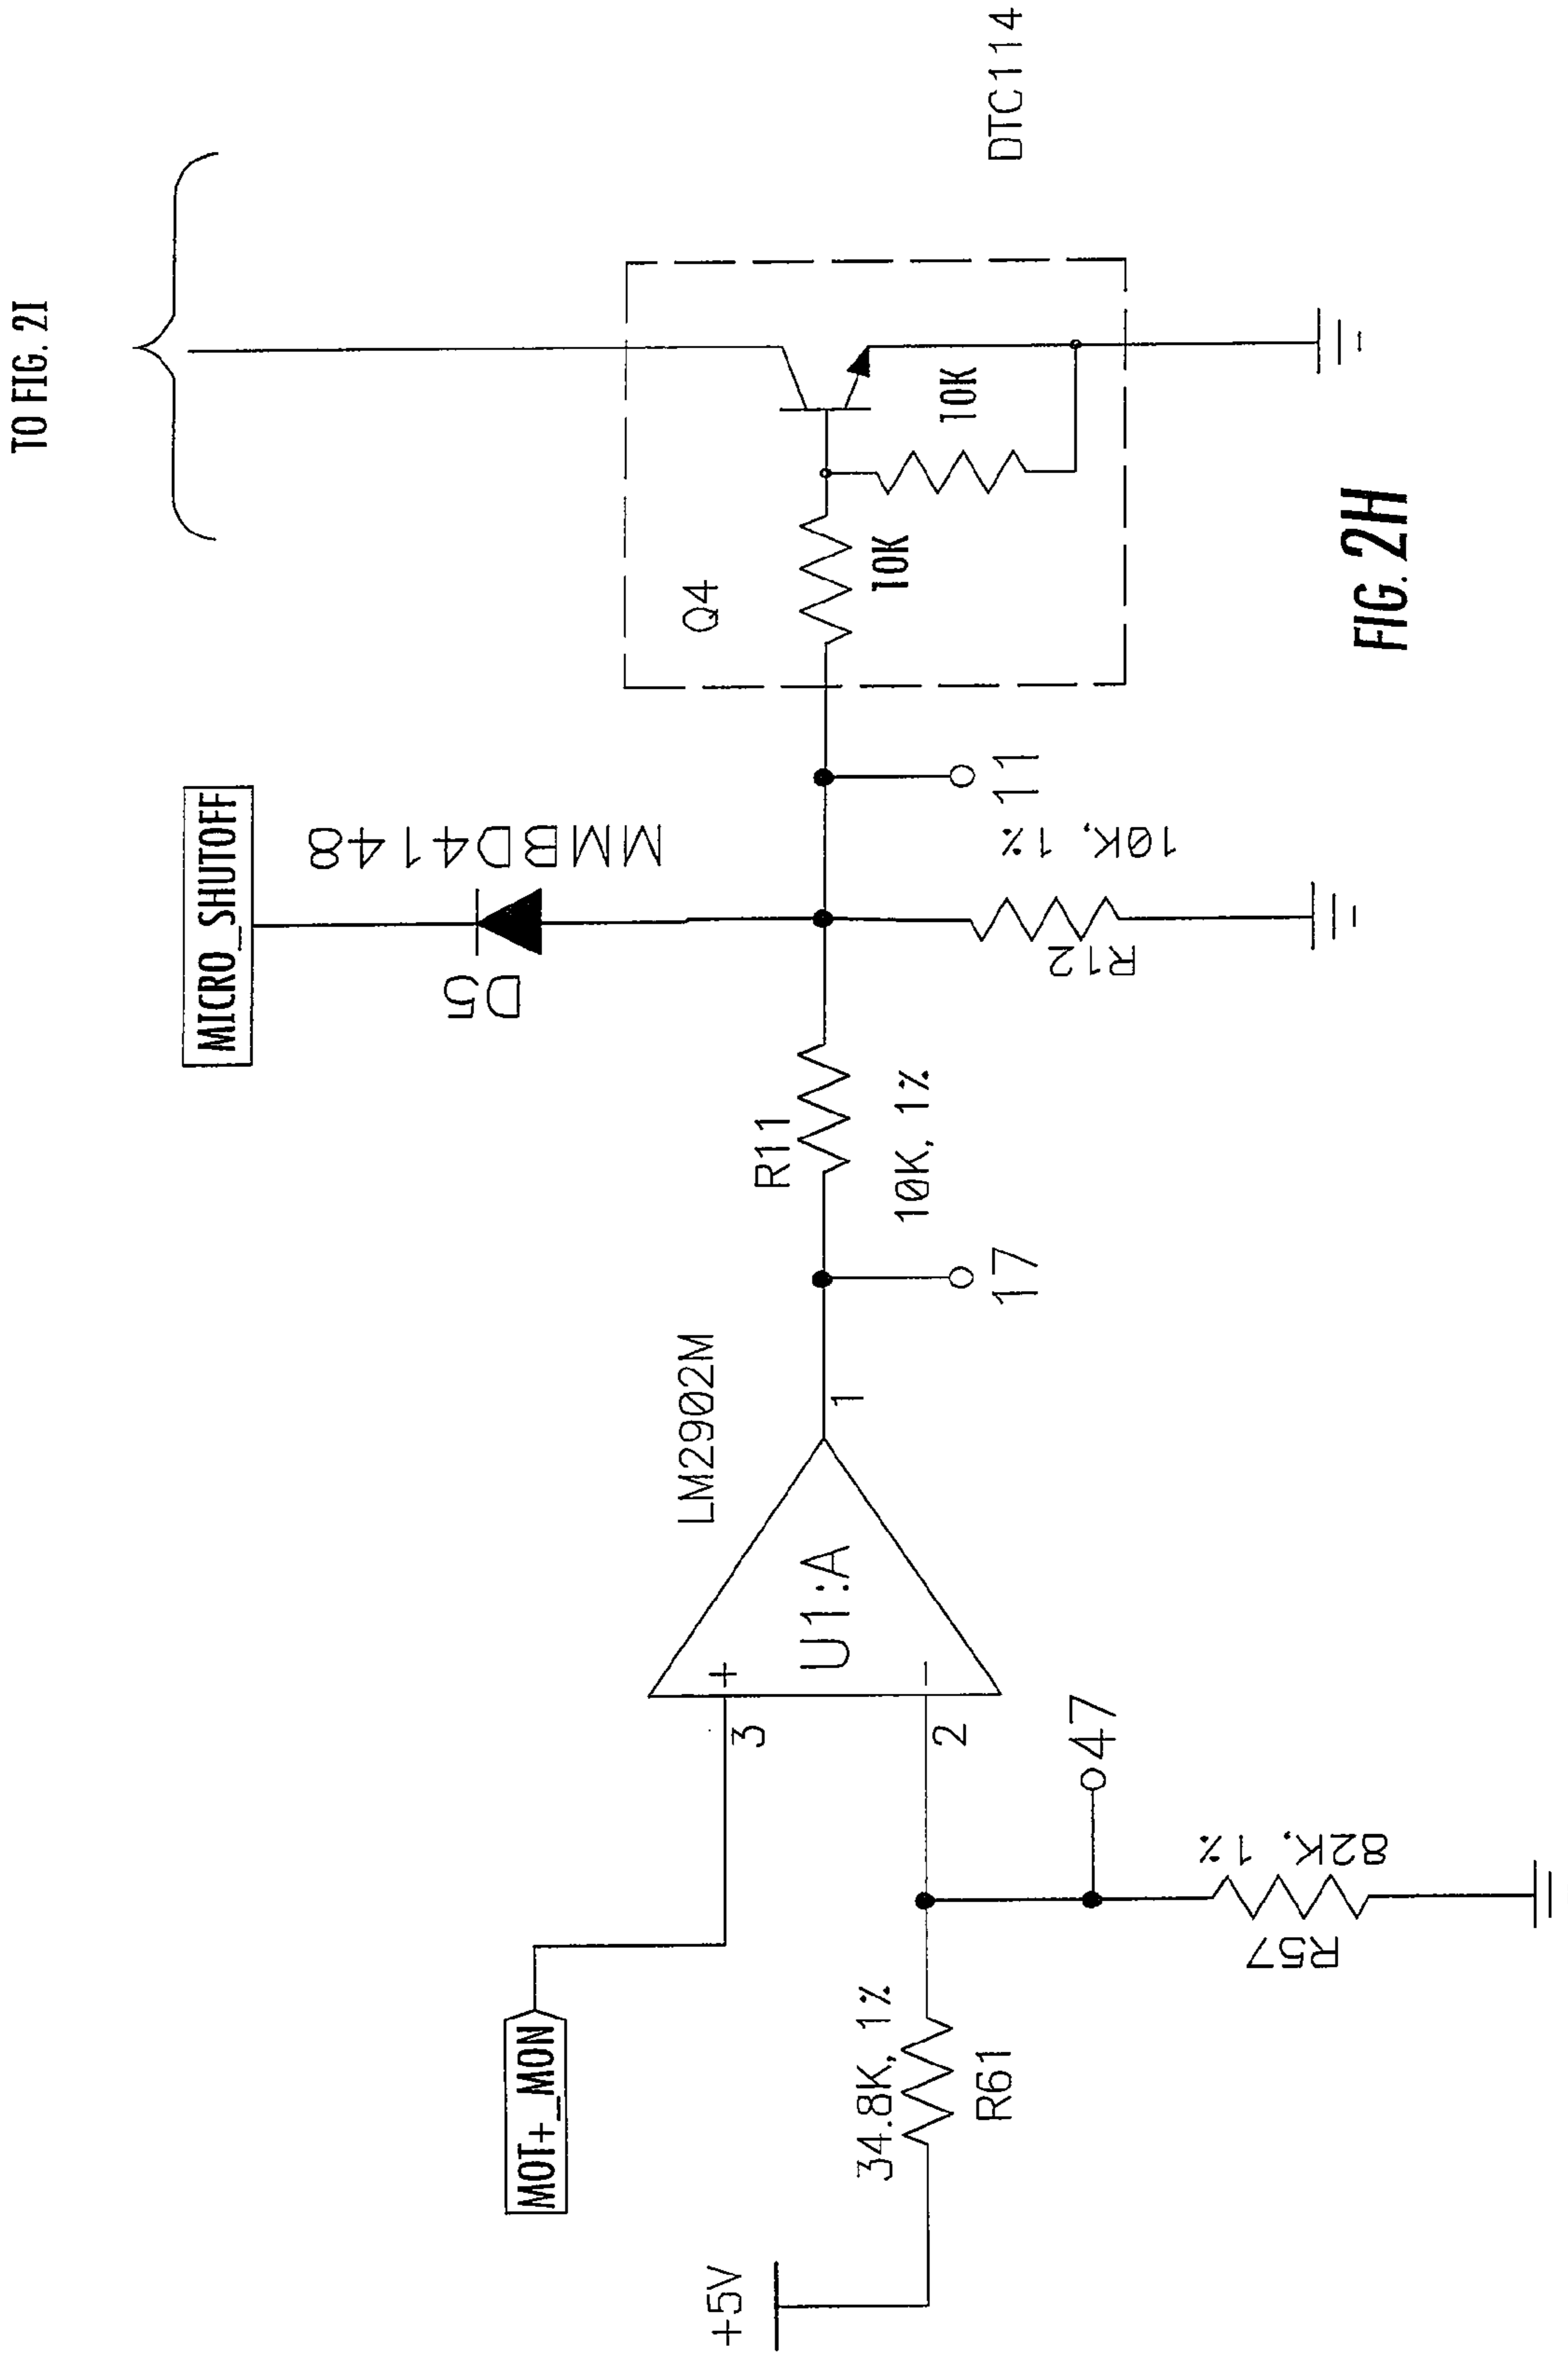 TO FIG. 2I
MICRO_SHUTOFF
D5
MMBD4148
Q4
10K
10K
DTC114
MOT+_MON
3
+
LM2902M
U1:A
1
R11
10K, 1%
17
11
R12
10K, 1%
2
−
+5V
34.8K, 1%
R61
47
R57
82K, 1%
FIG. 2H